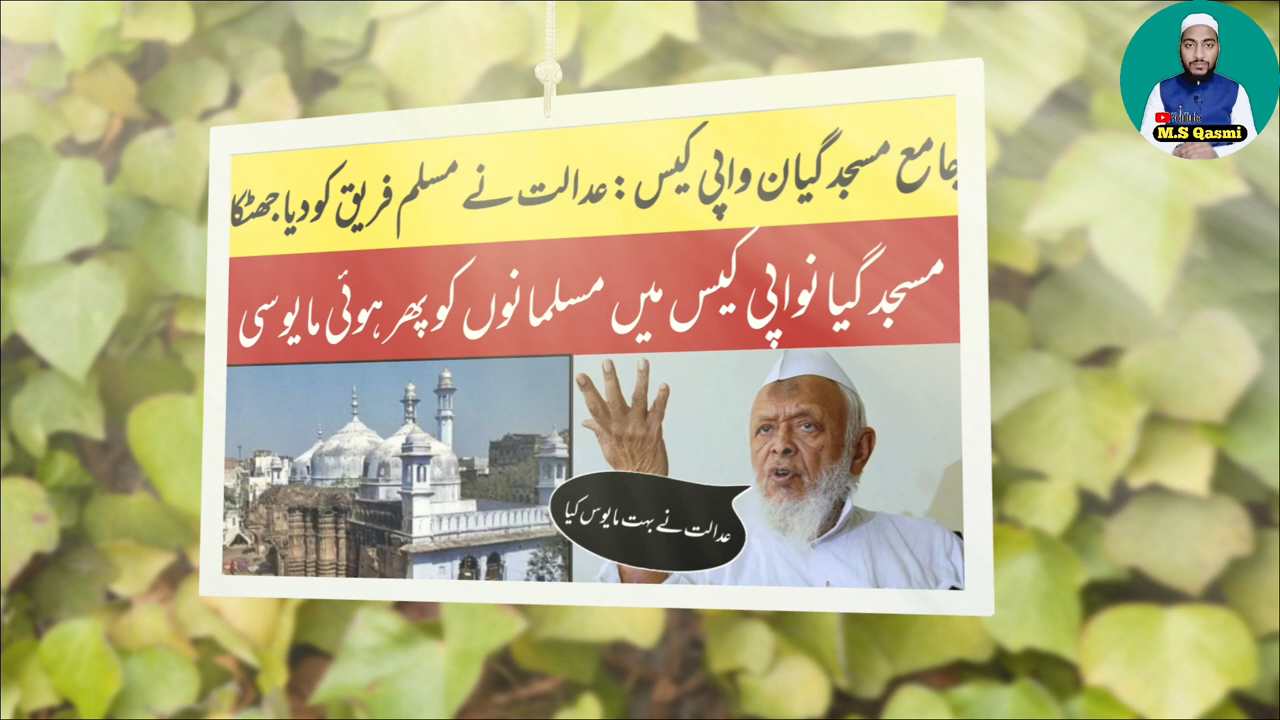 جامع مسجد گیان واپی کیس : عدالت نے مسلم فریق کو دیا جھٹکا
مسجد گیانواپی کیس میں مسلمانوں کو پھر ہوئی مایوسی
عدالت نے بہت مایوس کیا
YouTube
M.S Qasmi